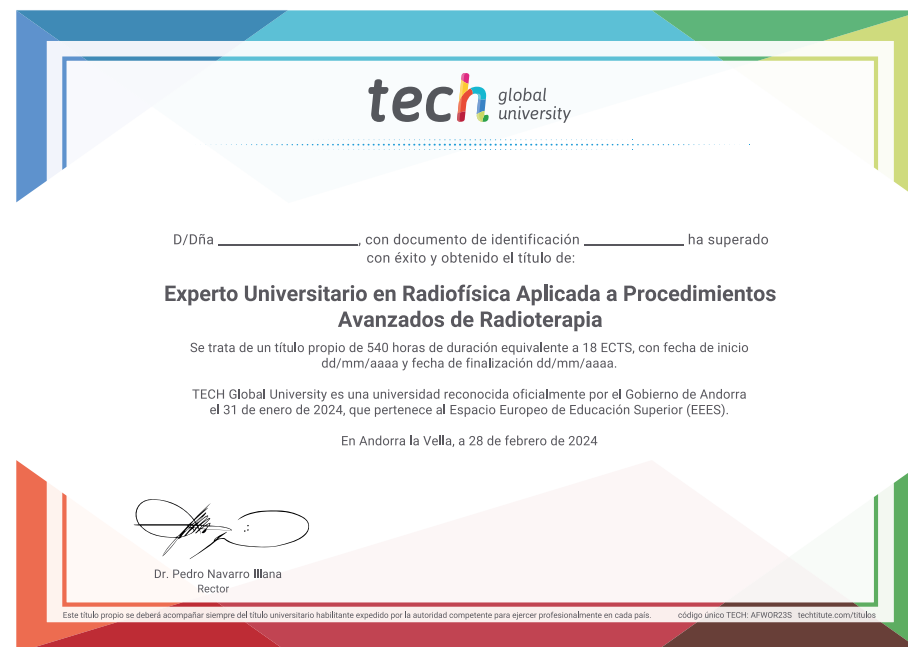 tech global university
D/Dña ____________________, con documento de identificación ______________ ha superado
con éxito y obtenido el título de:
Experto Universitario en Radiofísica Aplicada a Procedimientos
Avanzados de Radioterapia
Se trata de un título propio de 540 horas de duración equivalente a 18 ECTS, con fecha de inicio
dd/mm/aaaa y fecha de finalización dd/mm/aaaa.
TECH Global University es una universidad reconocida oficialmente por el Gobierno de Andorra
el 31 de enero de 2024, que pertenece al Espacio Europeo de Educación Superior (EEES).
En Andorra la Vella, a 28 de febrero de 2024
Dr. Pedro Navarro Illana
Rector
Este título propio se deberá acompañar siempre del título universitario habilitante expedido por la autoridad competente para ejercer profesionalmente en cada país. código único TECH: AFWOR23S techtitute.com/titulos